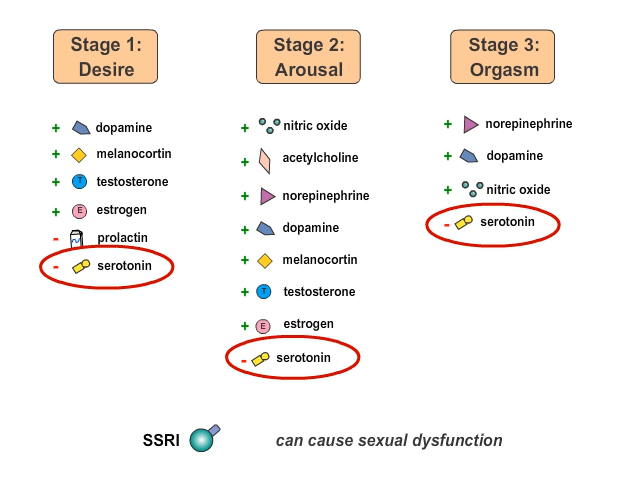 Stage 1:
Desire
+ dopamine
+ melanocortin
+ T testosterone
+ E estrogen
- prolactin
- serotonin
Stage 2:
Arousal
+ nitric oxide
+ acetylcholine
+ norepinephrine
+ dopamine
+ melanocortin
+ T testosterone
+ E estrogen
- serotonin
Stage 3:
Orgasm
+ norepinephrine
+ dopamine
+ nitric oxide
- serotonin
SSRI can cause sexual dysfunction